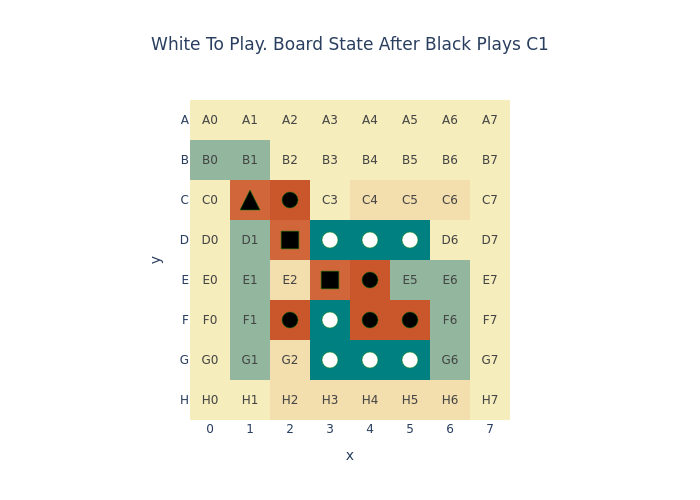 White To Play. Board State After Black Plays C1
A A0 A1 A2 A3 A4 A5 A6 A7
B B0 B1 B2 B3 B4 B5 B6 B7
C C0 C3 C4 C5 C6 C7
D D0 D1 D6 D7
E E0 E1 E2 E5 E6 E7
F F0 F1 F6 F7
G G0 G1 G2 G6 G7
H H0 H1 H2 H3 H4 H5 H6 H7
0 1 2 3 4 5 6 7
x
y